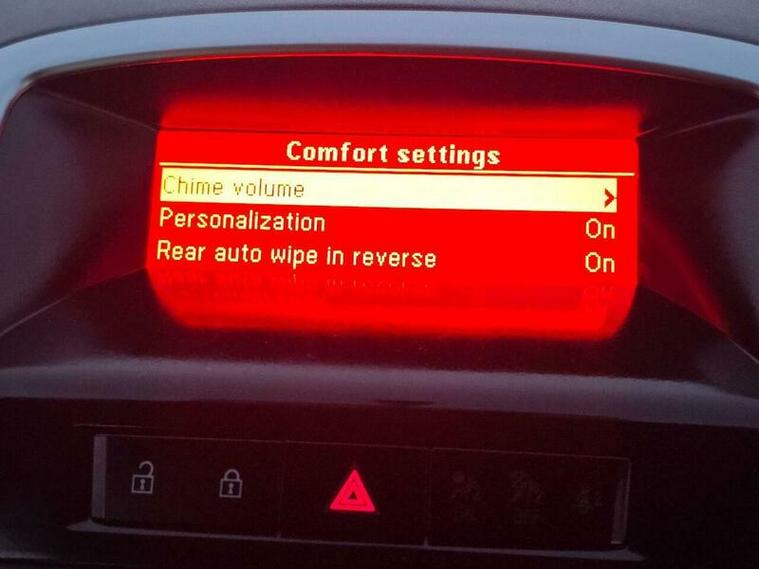 Comfort settings
Chime volume >
Personalization On
Rear auto wipe in reverse On